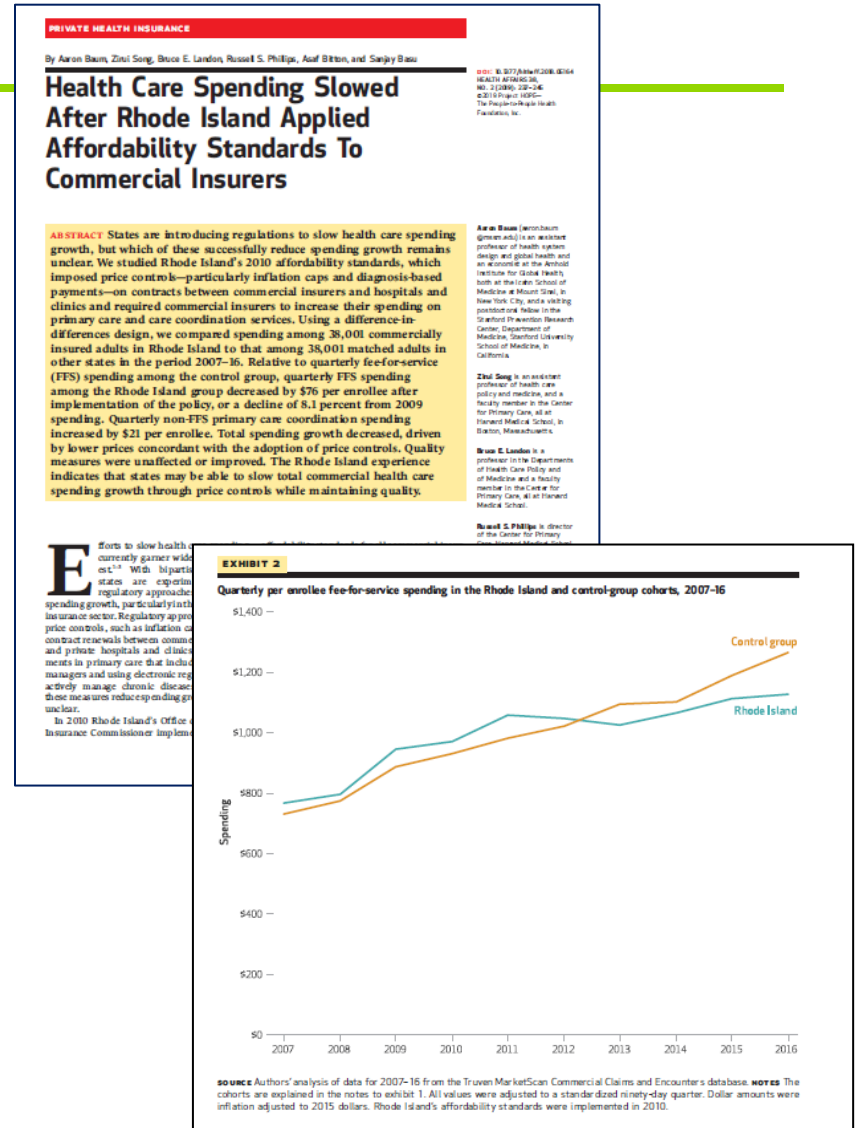 PRIVATE HEALTH INSURANCE
By Aaron Baum, Zirui Song, Bruce E. Landon, Russell S. Phillips, Asaf Bitton, and Sanjay Basu
Health Care Spending Slowed
After Rhode Island Applied
Affordability Standards To
Commercial Insurers
DOI:
HEALTH AFFAIRS 38,
NO. 2 (2019): 237–245
©2019 Project HOPE—
The People-to-People Health
Foundation, Inc.
ABSTRACT States are introducing regulations to slow health care spending
growth, but which of these successfully reduce spending growth remains
unclear. We studied Rhode Island's 2010 affordability standards, which
imposed price controls—particularly inflation caps and diagnosis-based
payments—on contracts between commercial insurers and hospitals and
clinics and required commercial insurers to increase their spending on
primary care and care coordination services. Using a difference-in-
differences design, we compared spending among 38,001 commercially
insured adults in Rhode Island to that among 38,001 matched adults in
other states in the period 2007–16. Relative to quarterly fee-for-service
(FFS) spending among the control group, quarterly FFS spending
among the Rhode Island group decreased by $76 per enrollee after
implementation of the policy, or a decline of 8.1 percent from 2009
spending. Quarterly non-FFS primary care coordination spending
increased by $21 per enrollee. Total spending growth decreased, driven
by lower prices concordant with the adoption of price controls. Quality
measures were unaffected or improved. The Rhode Island experience
indicates that states may be able to slow total commercial health care
spending growth through price controls while maintaining quality.
Aaron Baum (aaron.baum
@mssm.edu) is an assistant
professor of health system
design and global health and
an economist at the Arnhold
Institute for Global Health,
both at the Icahn School of
Medicine at Mount Sinai, in
New York City, and a visiting
postdoctoral fellow in the
Stanford Prevention Research
Center, Department of
Medicine, Stanford University
School of Medicine, in
California.
Zirui Song is an assistant
professor of health care
policy and medicine, and a
faculty member in the Center
for Primary Care, all at
Harvard Medical School, in
Boston, Massachusetts.
Bruce E. Landon is a
professor in the Departments
of Health Care Policy and
of Medicine and a faculty
member in the Center for
Primary Care, all at Harvard
Medical School.
Russell S. Phillips is director
of the Center for Primary
Efforts to slow health c
currently garner wide
est. With bipartis
states are experim
regulatory approache
spending growth, particularly in th
insurance sector. Regulatory appro
price controls, such as inflation ca
contract renewals between comme
and private hospitals and clinics
ments in primary care that includ
managers and using electronic reg
actively manage chronic disease
these measures reduce spending gr
unclear.
In 2010 Rhode Island's Office o
Insurance Commissioner impleme
EXHIBIT 2
Quarterly per enrollee fee-for-service spending in the Rhode Island and control-group cohorts, 2007–16
$1,400
Control group
$1,200
Rhode Island
$1,000
$800
Spending
$600
$400
$200
$0
2007 2008 2009 2010 2011 2012 2013 2014 2015 2016
SOURCE Authors' analysis of data for 2007–16 from the Truven MarketScan Commercial Claims and Encounters database. NOTES The
cohorts are explained in the notes to exhibit 1. All values were adjusted to a standardized ninety-day quarter. Dollar amounts were
inflation adjusted to 2015 dollars. Rhode Island's affordability standards were implemented in 2010.